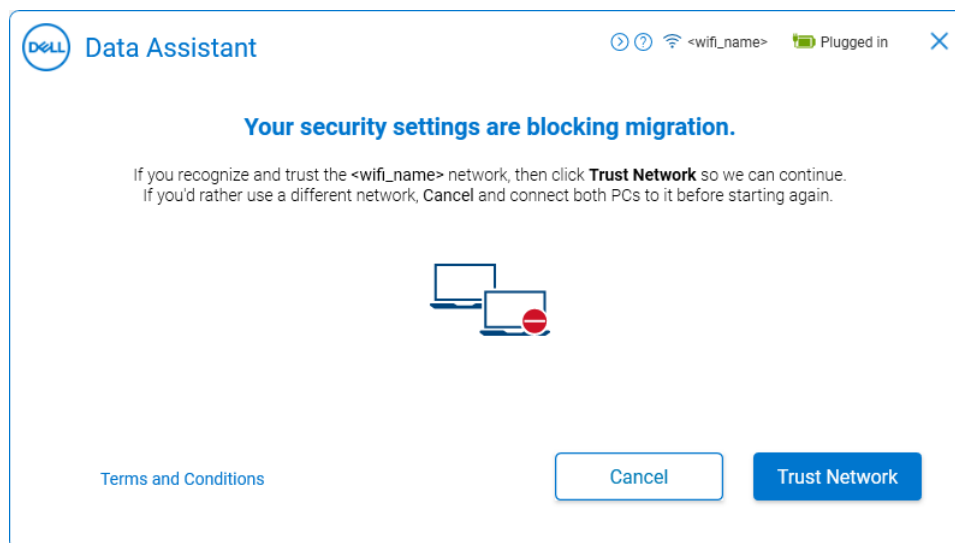 DELL Data Assistant <wifi_name> Plugged in
Your security settings are blocking migration.
If you recognize and trust the <wifi_name> network, then click Trust Network so we can continue.
If you'd rather use a different network, Cancel and connect both PCs to it before starting again.
Terms and Conditions Cancel Trust Network